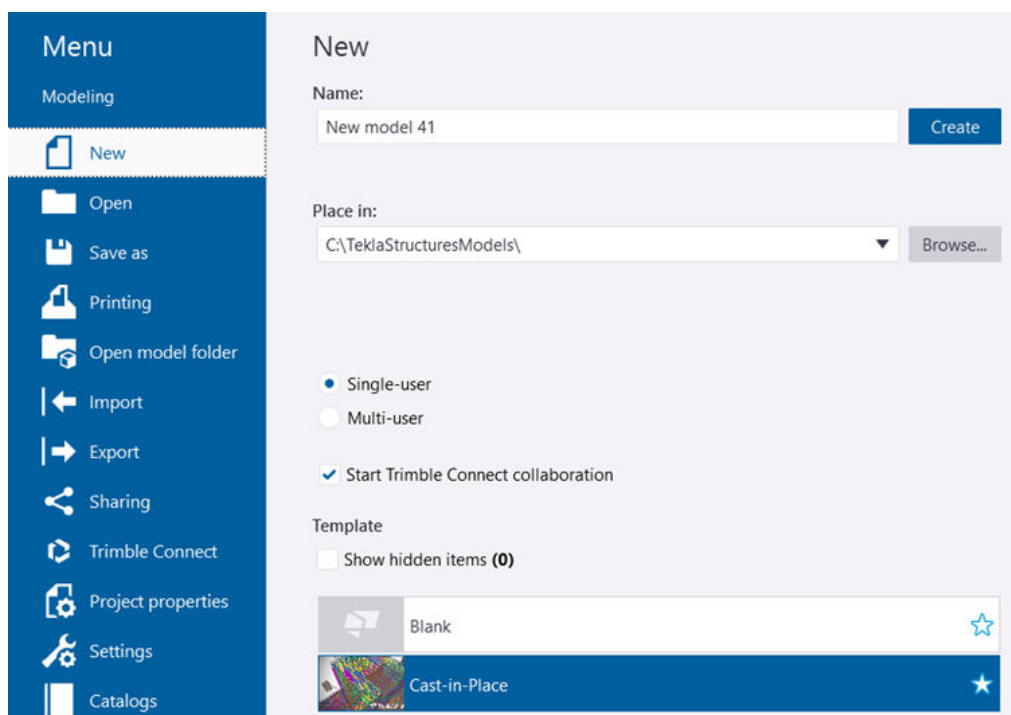 Menu
Modeling
New
Open
Save as
Printing
Open model folder
Import
Export
Sharing
Trimble Connect
Project properties
Settings
Catalogs
New
Name:
New model 41
Create
Place in:
C:\TeklaStructuresModels\
Browse...
Single-user
Multi-user
Start Trimble Connect collaboration
Template
Show hidden items (0)
Blank
Cast-in-Place